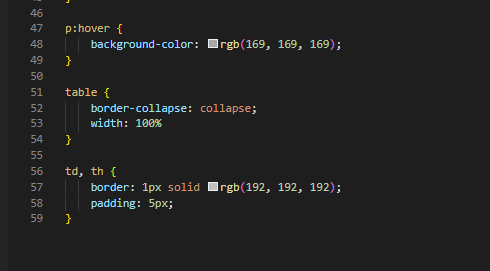 46
47 p:hover {
48     background-color: rgb(169, 169, 169);
49 }
50
51 table {
52     border-collapse: collapse;
53     width: 100%
54 }
55
56 td, th {
57     border: 1px solid rgb(192, 192, 192);
58     padding: 5px;
59 }